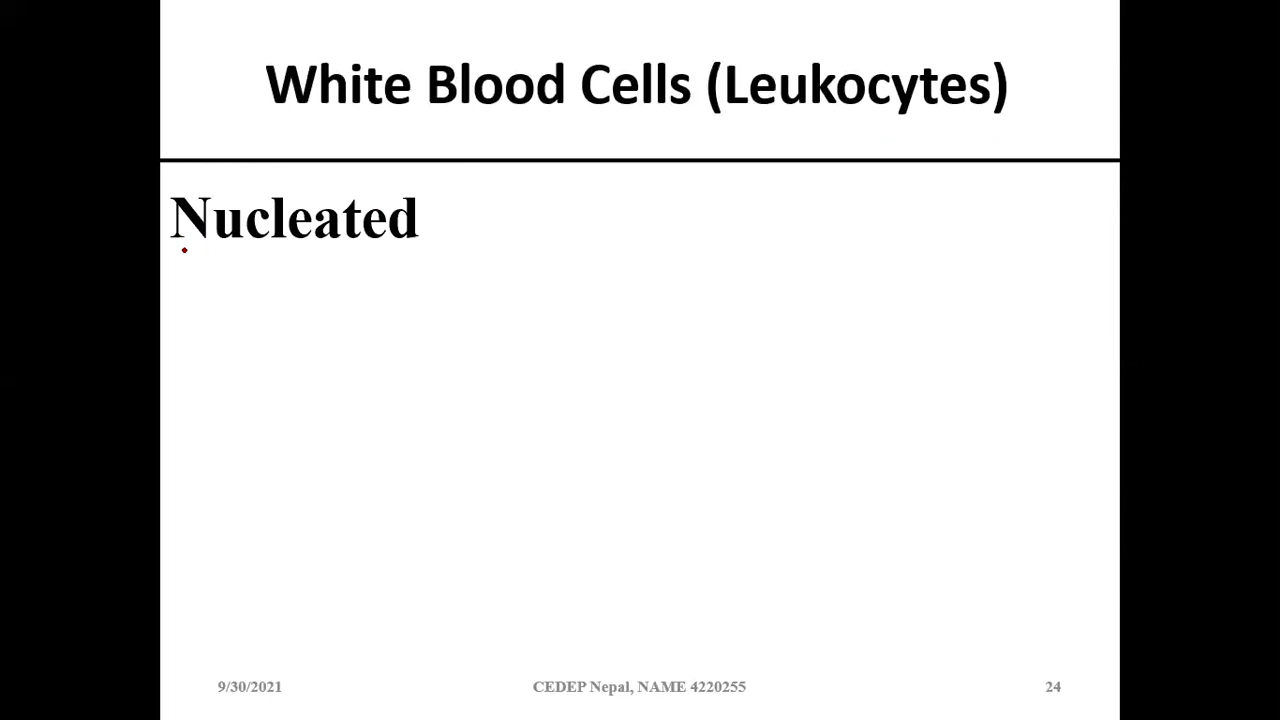 White Blood Cells (Leukocytes)
Nucleated
9/30/2021 CEDEP Nepal, NAME 4220255 24